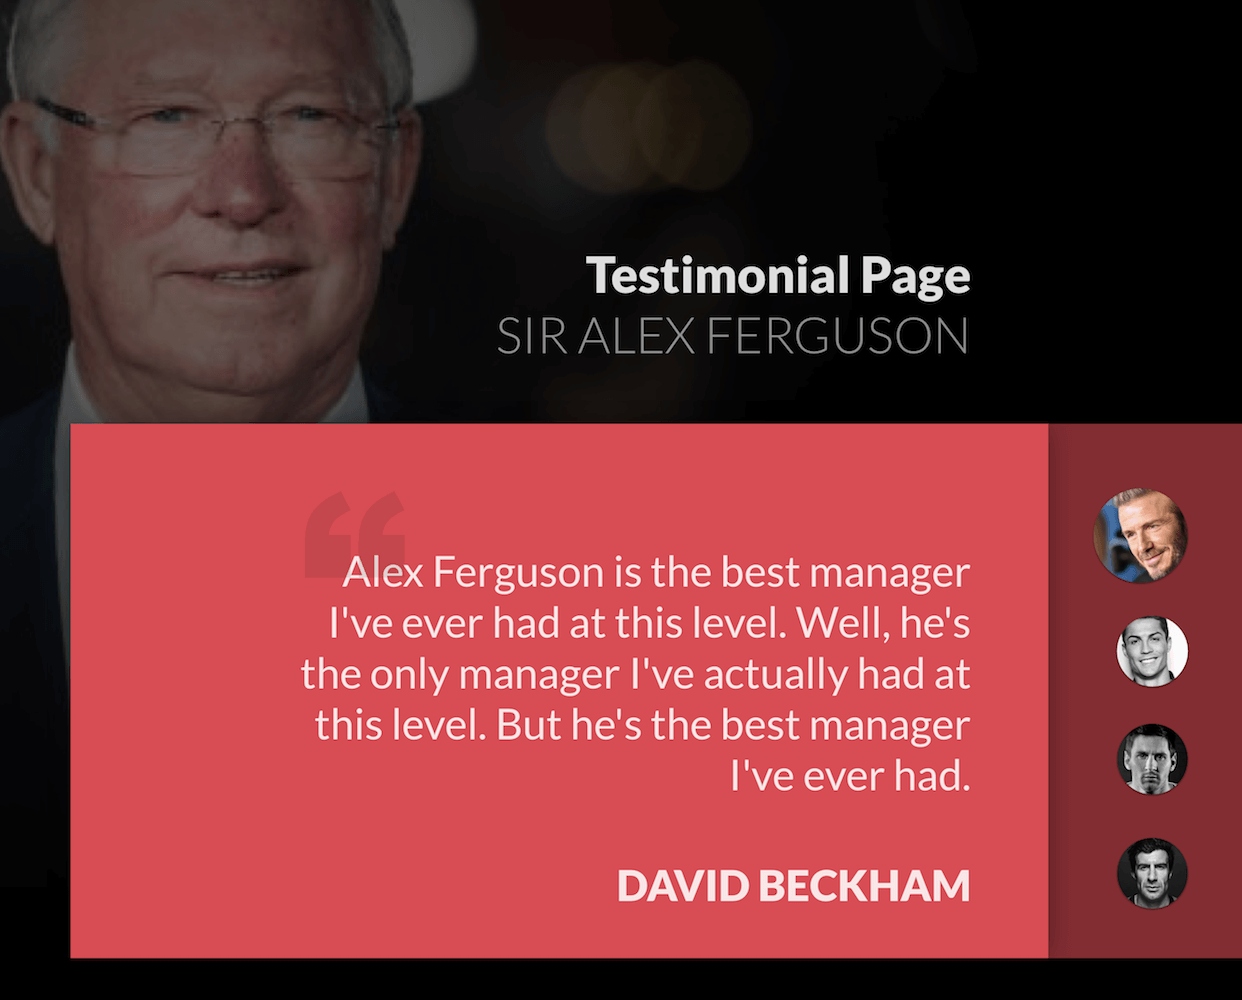 Testimonial Page
SIR ALEX FERGUSON
“
Alex Ferguson is the best manager
I've ever had at this level. Well, he's
the only manager I've actually had at
this level. But he's the best manager
I've ever had.
DAVID BECKHAM